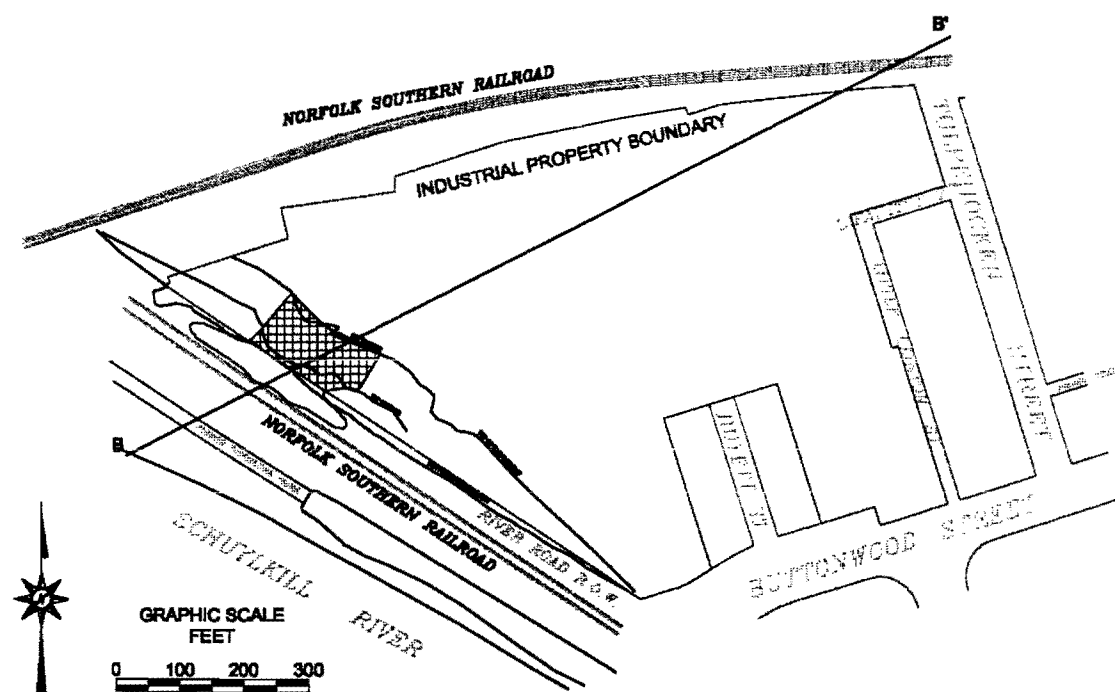 B'
NORFOLK SOUTHERN RAILROAD
INDUSTRIAL PROPERTY BOUNDARY
TULPEHOCKEN
STREET
B
NORFOLK SOUTHERN RAILROAD
RIVER ROAD R.O.W.
SCHUYLKILL
RIVER
BUTTONWOOD STREET
N
GRAPHIC SCALE
FEET
0 100 200 300